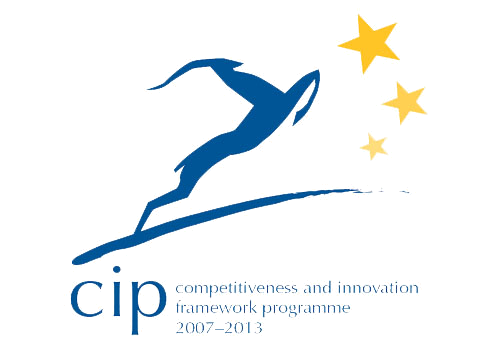 cip
competitiveness and innovation
framework programme
2007–2013